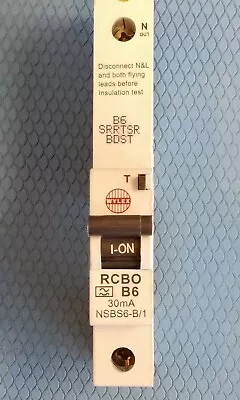 N
OUT
Disconnect N&L
and both flying
leads before
Insulation test
B6
SRRTSR
BDST
T
WYLEX
I-ON
RCBO
B6
30mA
NSBS6-B/1